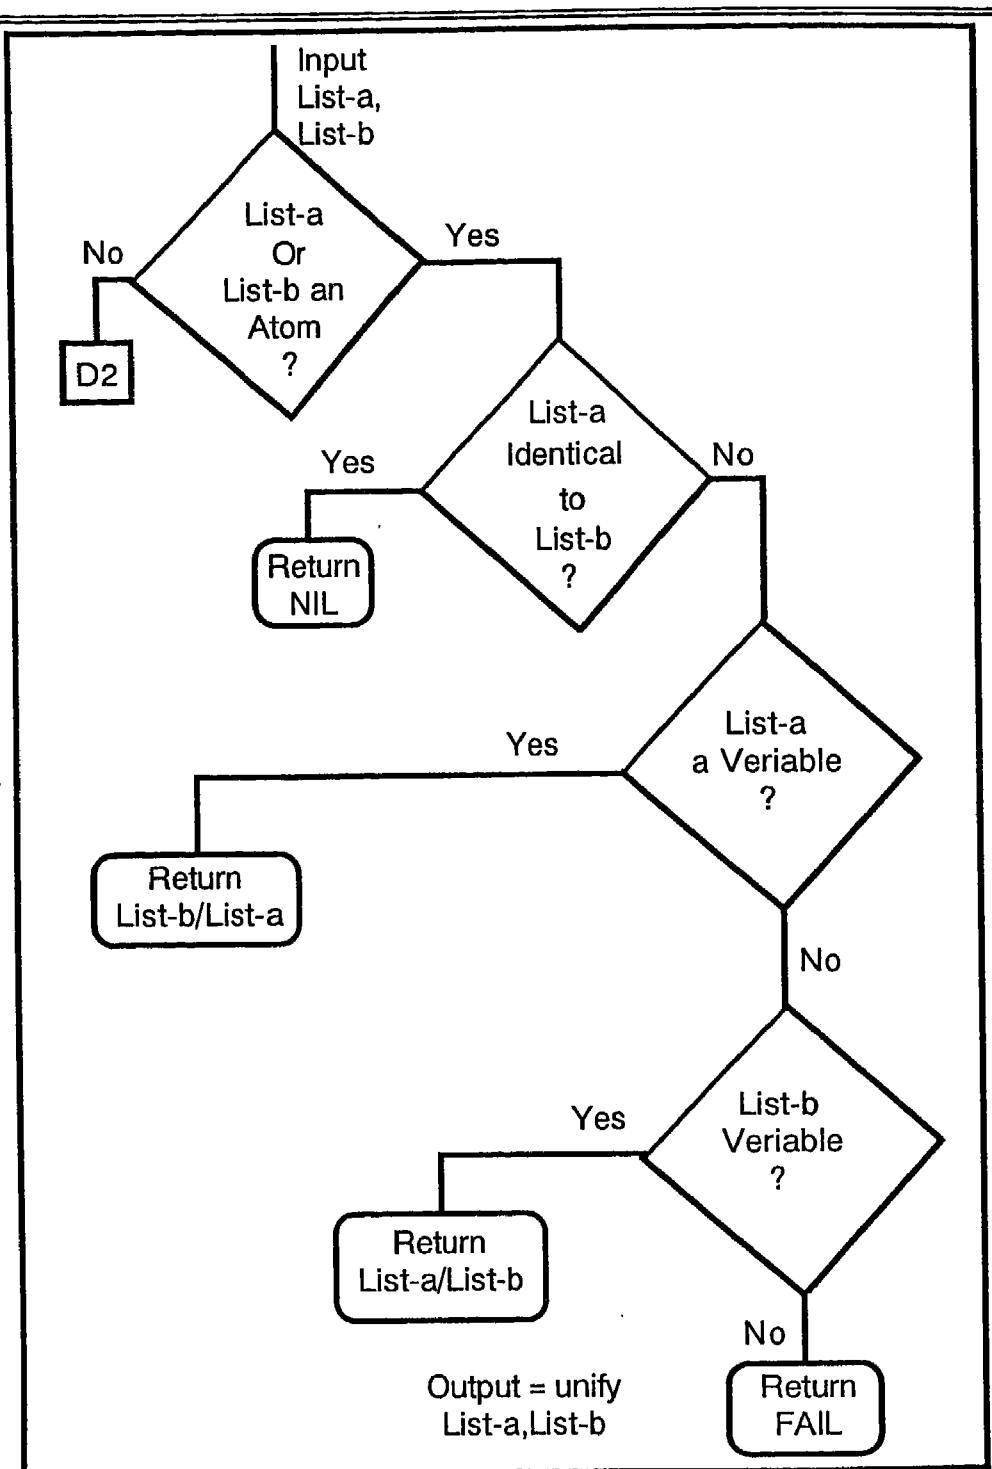 Input
List-a,
List-b
List-a
Or
List-b an
Atom
?
No
Yes
D2
List-a
Identical
to
List-b
?
Yes
No
Return
NIL
List-a
a Veriable
?
Yes
Return
List-b/List-a
No
List-b
Veriable
?
Yes
Return
List-a/List-b
No
Return
FAIL
Output = unify
List-a,List-b